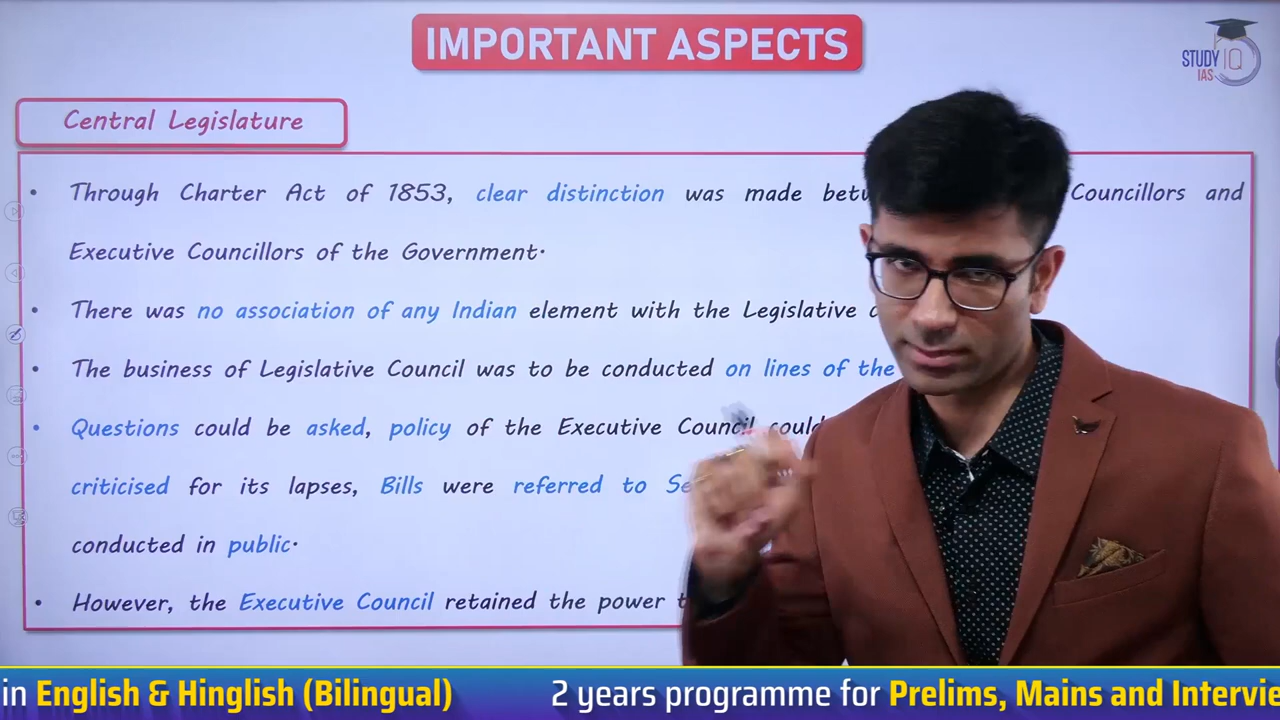 IMPORTANT ASPECTS
STUDY IQ
IAS
Central Legislature
• Through Charter Act of 1853, clear distinction was made Councillors and
Executive Councillors of the Government.
• There was no association of any Indian element with the Legislative
• The business of Legislative Council was to be conducted on lines of the
• Questions could be asked, policy of the Executive Council could
criticised for its lapses, Bills were referred to
conducted in public.
• However, the Executive Council retained the power
in English & Hinglish (Bilingual) 2 years programme for Prelims, Mains and